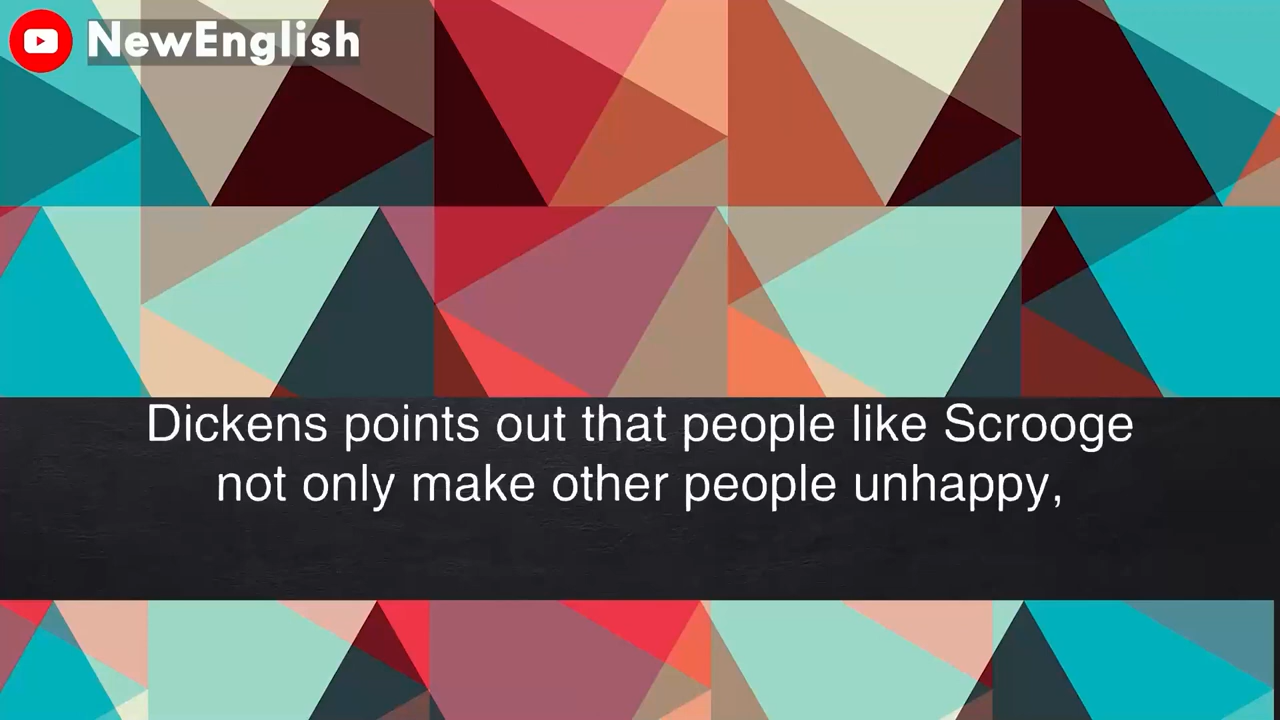 NewEnglish
Dickens points out that people like Scrooge
not only make other people unhappy,